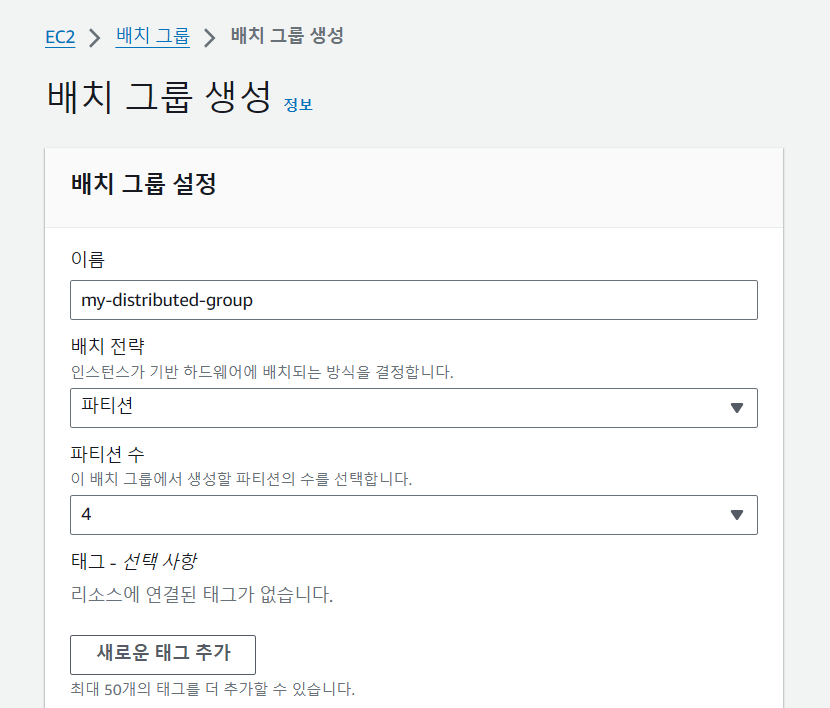 EC2 > 배치 그룹 > 배치 그룹 생성
배치 그룹 생성 정보
배치 그룹 설정
이름
my-distributed-group
배치 전략
인스턴스가 기반 하드웨어에 배치되는 방식을 결정합니다.
파티션
파티션 수
이 배치 그룹에서 생성할 파티션의 수를 선택합니다.
4
태그 - 선택 사항
리소스에 연결된 태그가 없습니다.
새로운 태그 추가
최대 50개의 태그를 더 추가할 수 있습니다.